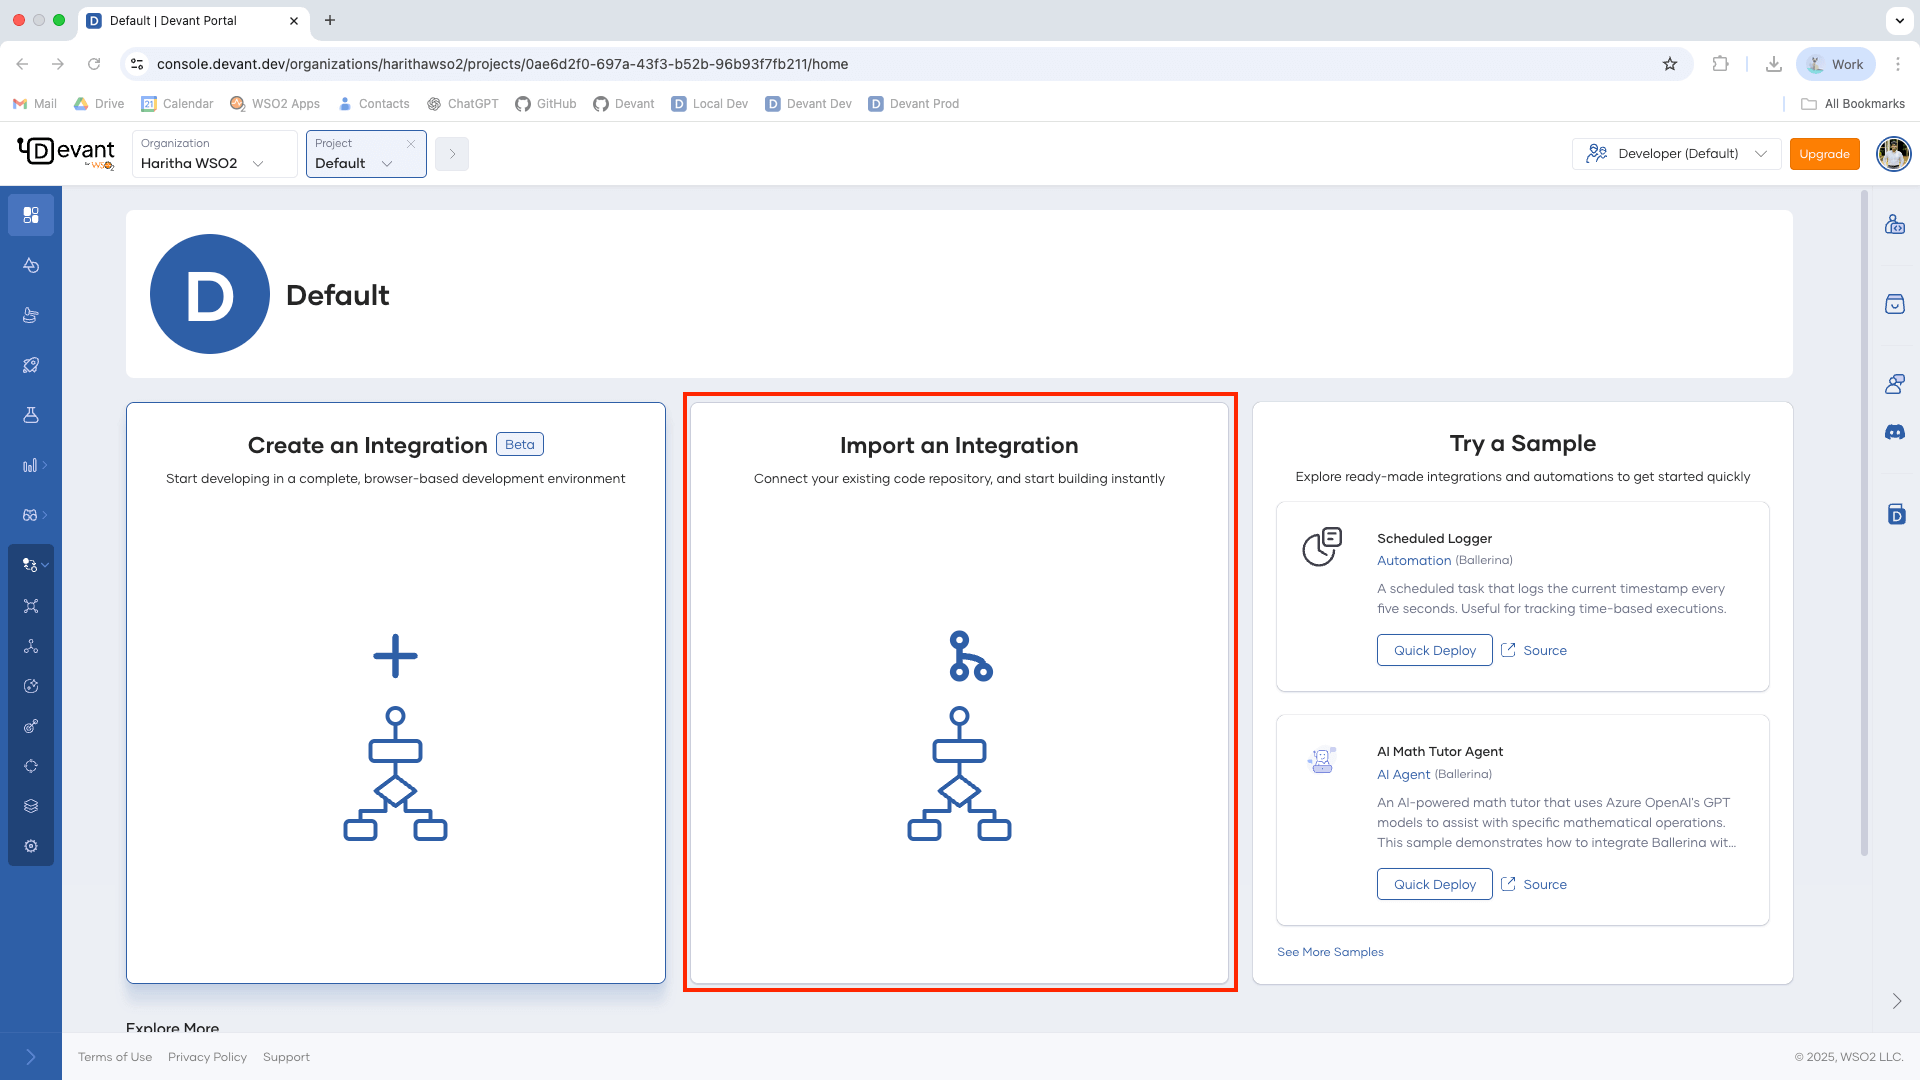 Default | Devant Portal
console.devant.dev/organizations/harithawso2/projects/0ae6d2f0-697a-43f3-b52b-96b93f7fb211/home
Work
Mail
Drive
Calendar
WSO2 Apps
Contacts
ChatGPT
GitHub
Devant
Local Dev
Devant Dev
Devant Prod
All Bookmarks
Devant
by WSO2
Organization
Haritha WSO2
Project
Default
Developer (Default)
Upgrade
D
Default
Create an Integration
Beta
Start developing in a complete, browser-based development environment
Import an Integration
Connect your existing code repository, and start building instantly
Try a Sample
Explore ready-made integrations and automations to get started quickly
Scheduled Logger
Automation (Ballerina)
A scheduled task that logs the current timestamp every
five seconds. Useful for tracking time-based executions.
Quick Deploy
Source
AI Math Tutor Agent
AI Agent (Ballerina)
An AI-powered math tutor that uses Azure OpenAI's GPT
models to assist with specific mathematical operations.
This sample demonstrates how to integrate Ballerina wit...
Quick Deploy
Source
See More Samples
Explore More
Terms of Use
Privacy Policy
Support
© 2025, WSO2 LLC.